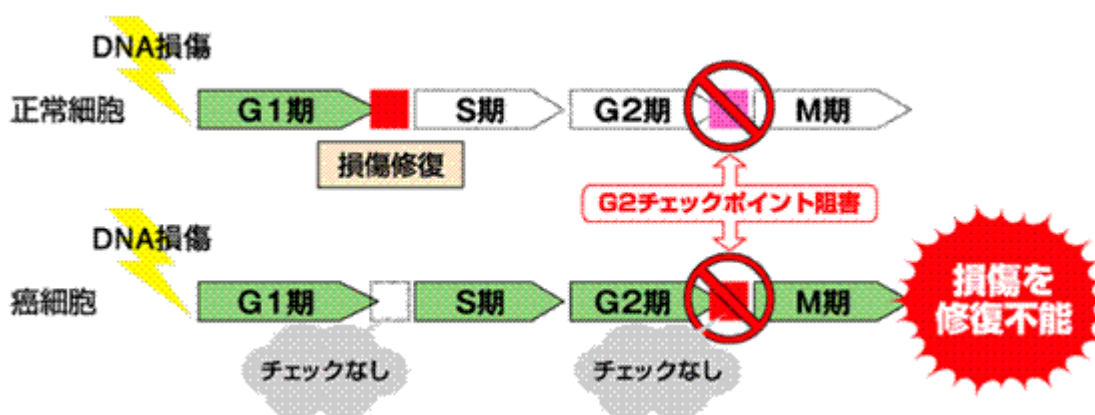 DNA損傷
正常細胞
G1期
S期
G2期
M期
損傷修復
G2チェックポイント阻害
DNA損傷
癌細胞
G1期
S期
G2期
M期
損傷を
修復不能
チェックなし
チェックなし